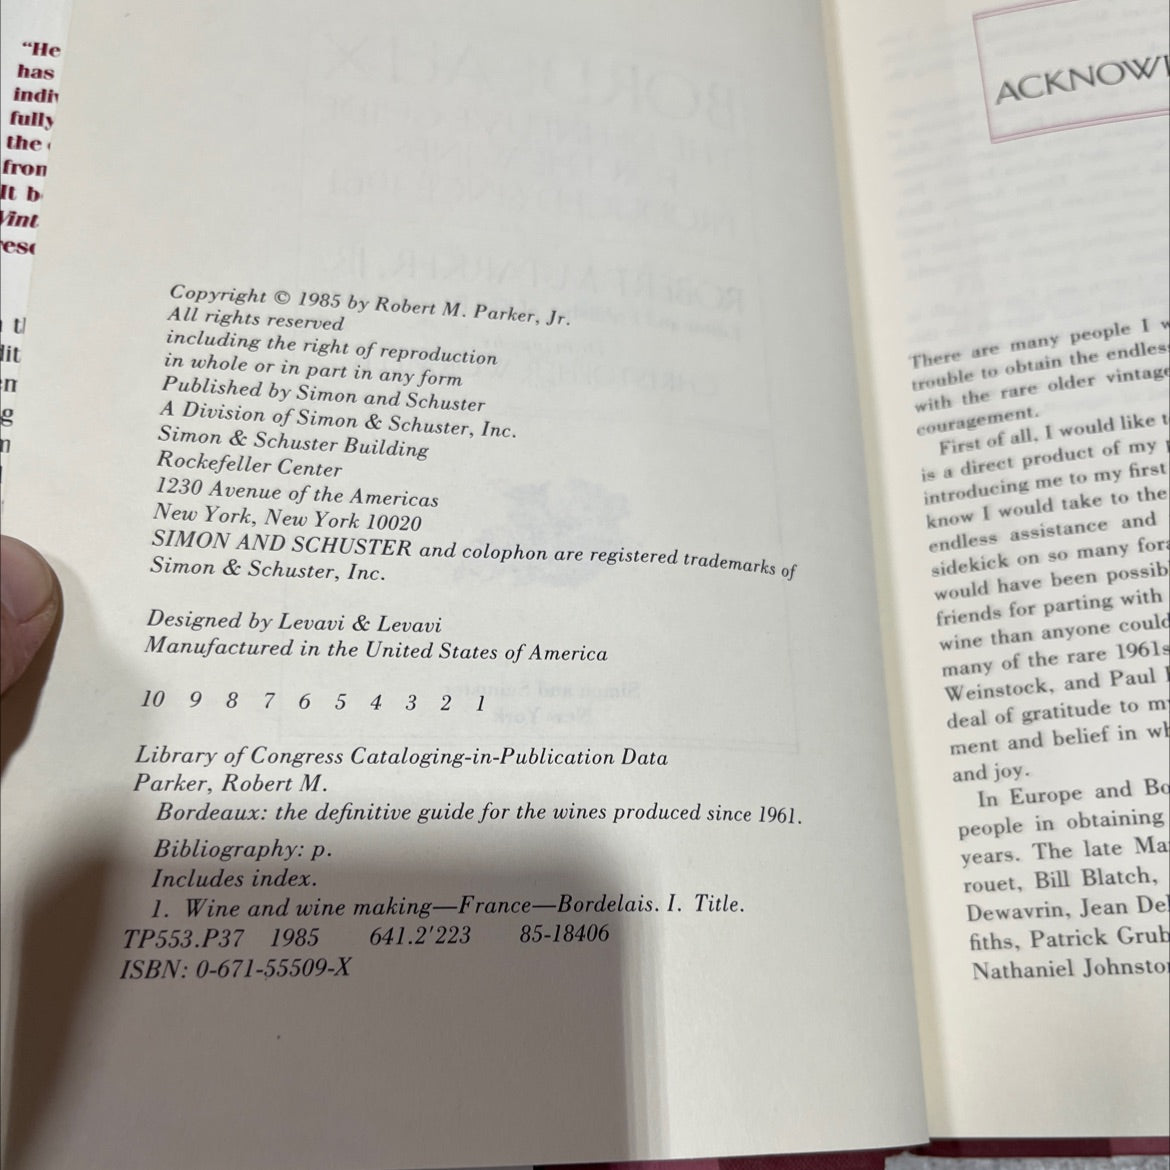 "He
has
indiv
fully
the
from
It b
Vint
rese
Copyright © 1985 by Robert M. Parker, Jr.
All rights reserved
including the right of reproduction
in whole or in part in any form
Published by Simon and Schuster
A Division of Simon & Schuster, Inc.
Simon & Schuster Building
Rockefeller Center
1230 Avenue of the Americas
New York, New York 10020
SIMON AND SCHUSTER and colophon are registered trademarks of
Simon & Schuster, Inc.
Designed by Levavi & Levavi
Manufactured in the United States of America
10 9 8 7 6 5 4 3 2 1
Library of Congress Cataloging-in-Publication Data
Parker, Robert M.
Bordeaux: the definitive guide for the wines produced since 1961.
Bibliography: p.
Includes index.
1. Wine and wine making—France—Bordelais. I. Title.
TP553.P37 1985 641.2'223 85-18406
ISBN: 0-671-55509-X
ACKNOWL
There are many people I w
trouble to obtain the endless
with the rare older vintage
couragement.
First of all, I would like t
is a direct product of my p
introducing me to my first
know I would take to the
endless assistance and
sidekick on so many fora
would have been possib
friends for parting with
wine than anyone could
many of the rare 1961s
Weinstock, and Paul
deal of gratitude to my
ment and belief in wh
and joy.
In Europe and Bo
people in obtaining
years. The late Ma
rouet, Bill Blatch,
Dewavrin, Jean Del
fiths, Patrick Grub
Nathaniel Johnston